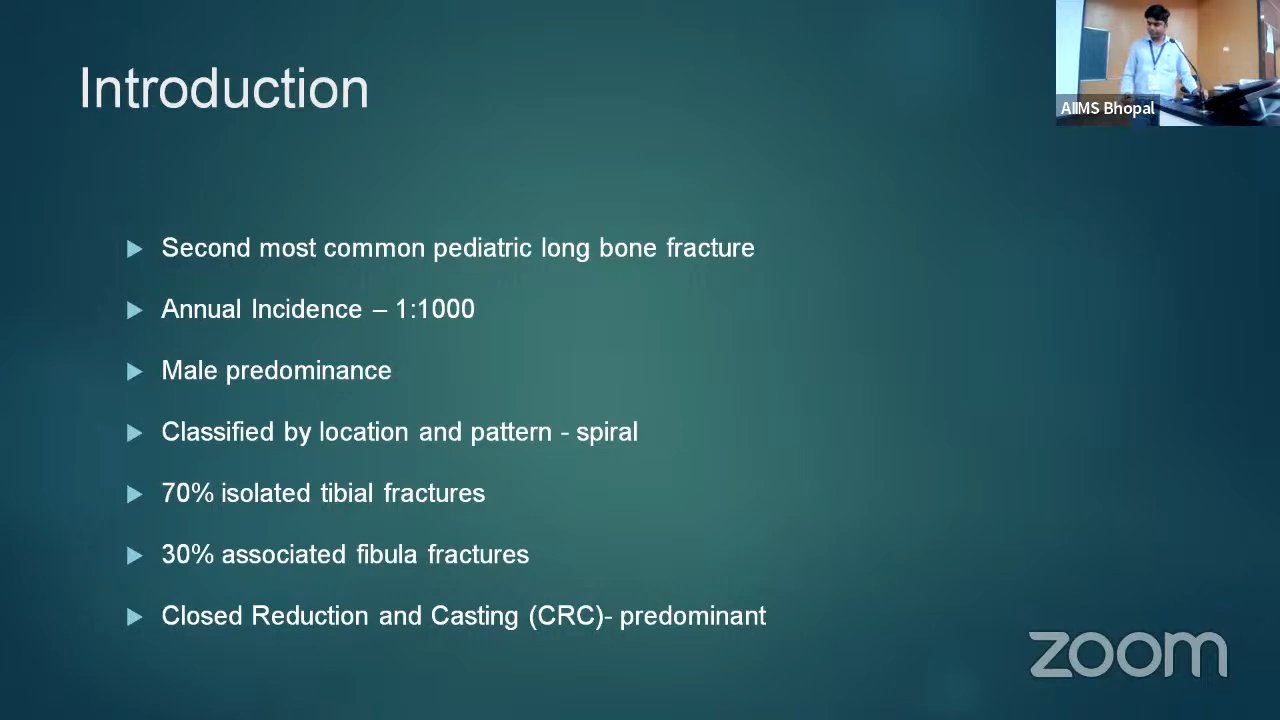 Introduction
AIIMS Bhopal
Second most common pediatric long bone fracture
Annual Incidence – 1:1000
Male predominance
Classified by location and pattern - spiral
70% isolated tibial fractures
30% associated fibula fractures
Closed Reduction and Casting (CRC)- predominant
zoom